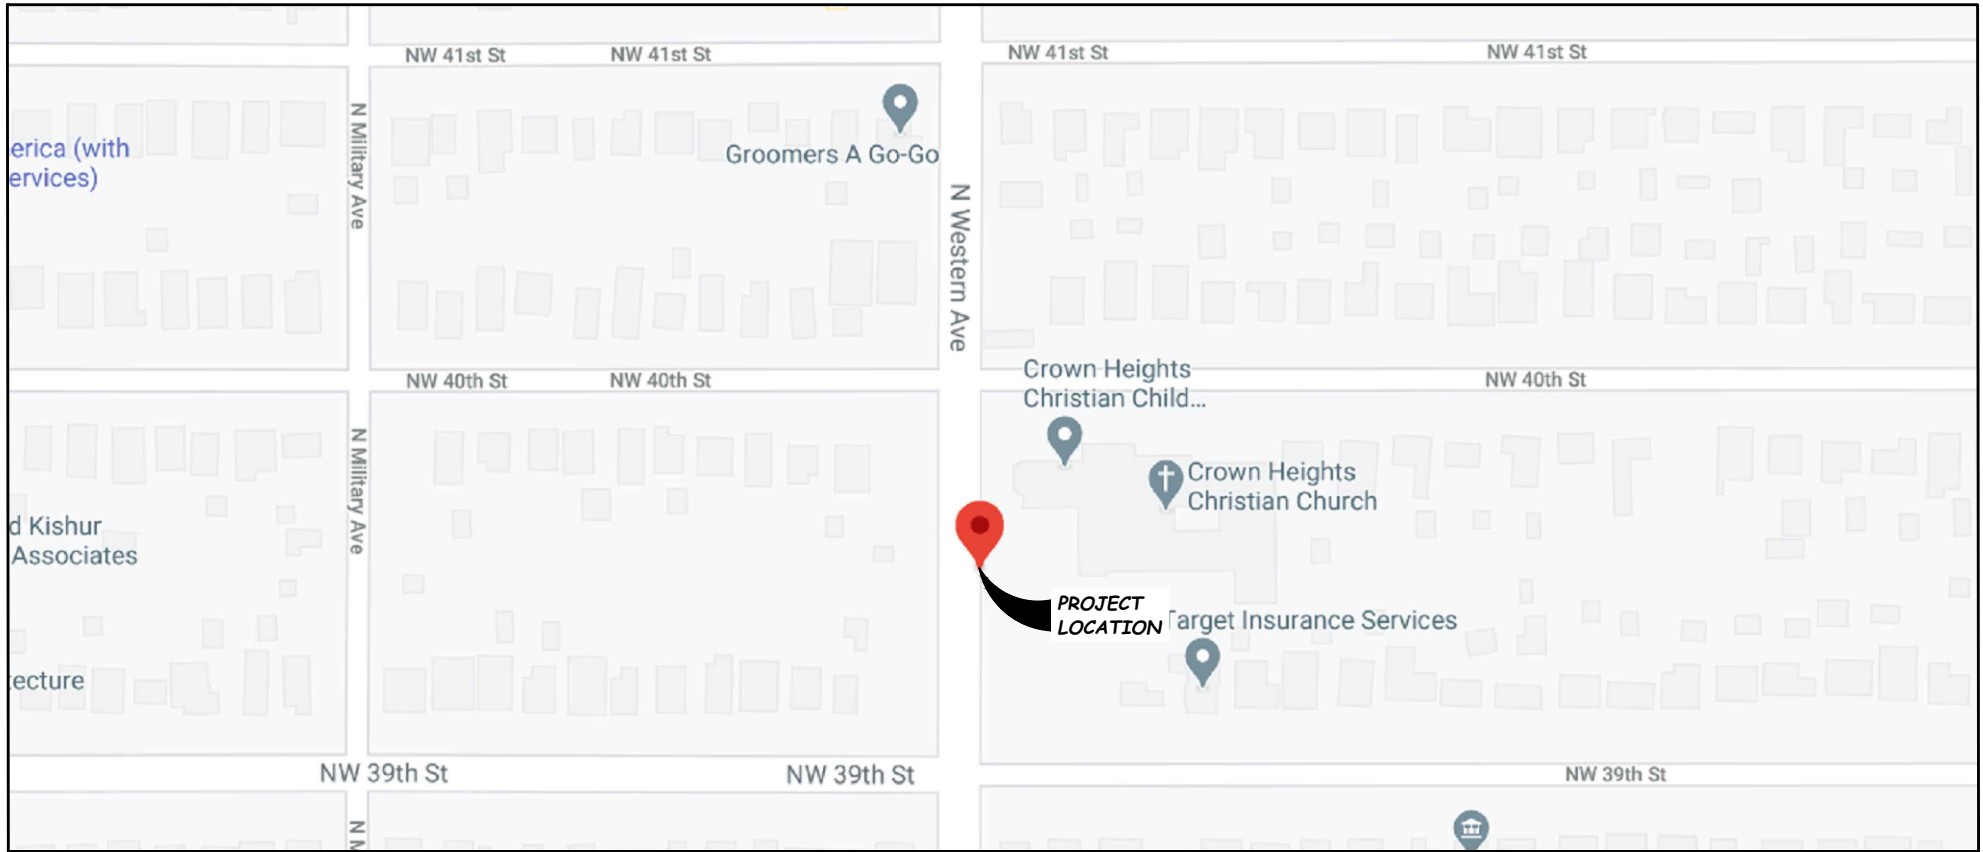 NW 41st St
NW 41st St
NW 41st St
NW 41st St
N Military Ave
Groomers A Go-Go
erica (with
ervices)
N Western Ave
Crown Heights
Christian Child...
NW 40th St
NW 40th St
NW 40th St
N Military Ave
Crown Heights
Christian Church
d Kishur
Associates
PROJECT
LOCATION
Target Insurance Services
ecture
NW 39th St
NW 39th St
NW 39th St
N M